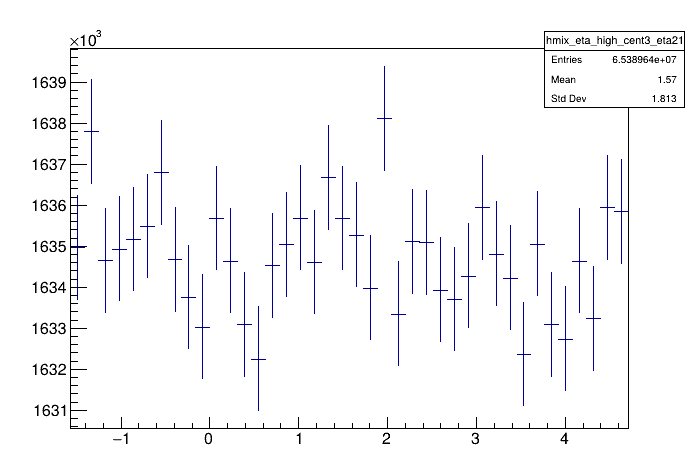 hmix_eta_high_cent3_eta21
Entries 6.538964e+07
Mean 1.57
Std Dev 1.813
×10³
1639
1638
1637
1636
1635
1634
1633
1632
1631
−1 0 1 2 3 4